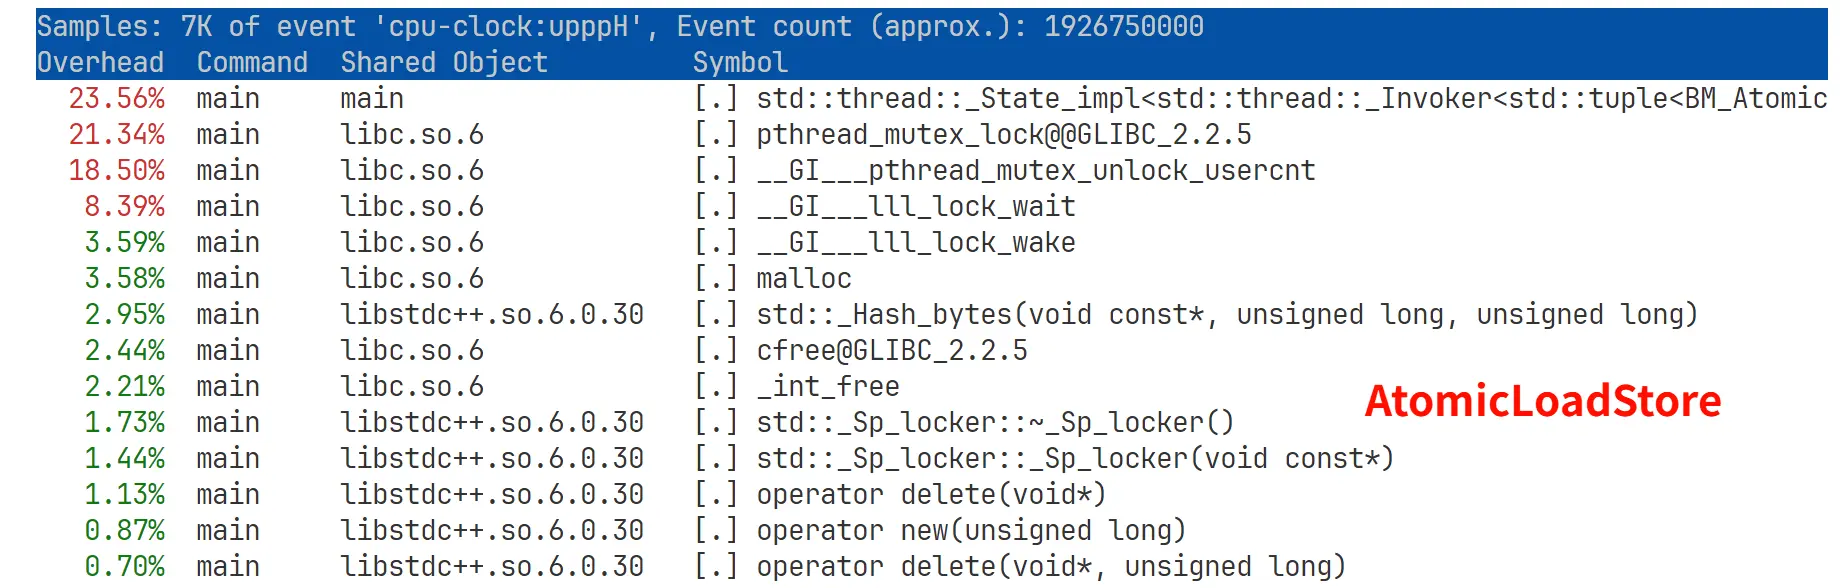 Samples: 7K of event 'cpu-clock:upppH', Event count (approx.): 1926750000
Overhead  Command  Shared Object         Symbol
23.56%  main     main                  [.] std::thread::_State_impl<std::thread::_Invoker<std::tuple<BM_Atomic
21.34%  main     libc.so.6             [.] pthread_mutex_lock@@GLIBC_2.2.5
18.50%  main     libc.so.6             [.] __GI___pthread_mutex_unlock_usercnt
8.39%  main     libc.so.6             [.] __GI___lll_lock_wait
3.59%  main     libc.so.6             [.] __GI___lll_lock_wake
3.58%  main     libc.so.6             [.] malloc
2.95%  main     libstdc++.so.6.0.30   [.] std::_Hash_bytes(void const*, unsigned long, unsigned long)
2.44%  main     libc.so.6             [.] cfree@GLIBC_2.2.5
2.21%  main     libc.so.6             [.] _int_free
AtomicLoadStore
1.73%  main     libstdc++.so.6.0.30   [.] std::_Sp_locker::~_Sp_locker()
1.44%  main     libstdc++.so.6.0.30   [.] std::_Sp_locker::_Sp_locker(void const*)
1.13%  main     libstdc++.so.6.0.30   [.] operator delete(void*)
0.87%  main     libstdc++.so.6.0.30   [.] operator new(unsigned long)
0.70%  main     libstdc++.so.6.0.30   [.] operator delete(void*, unsigned long)